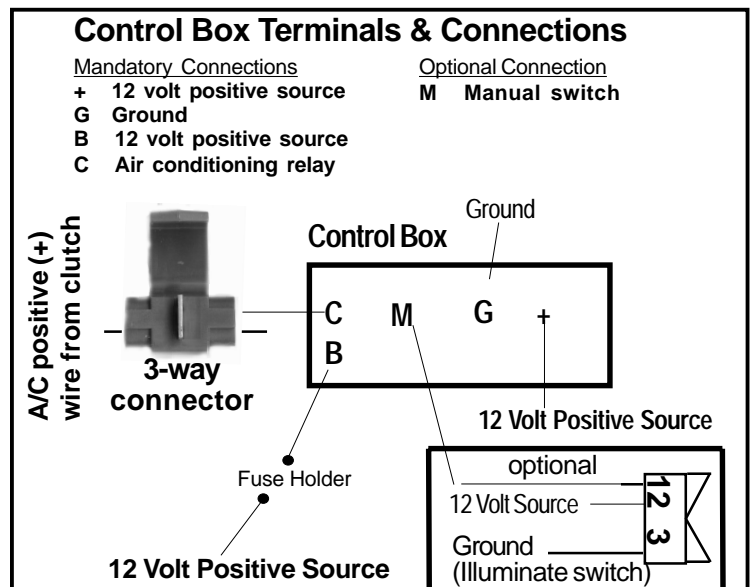 Control Box Terminals & Connections
Mandatory Connections
+ 12 volt positive source
G Ground
B 12 volt positive source
C Air conditioning relay
Optional Connection
M Manual switch
A/C positive (+)
wire from clutch
3-way
connector
Control Box
Ground
C M G +
B
12 Volt Positive Source
Fuse Holder
12 Volt Positive Source
optional
12 Volt Source
Ground
(Illuminate switch)
1
2
3